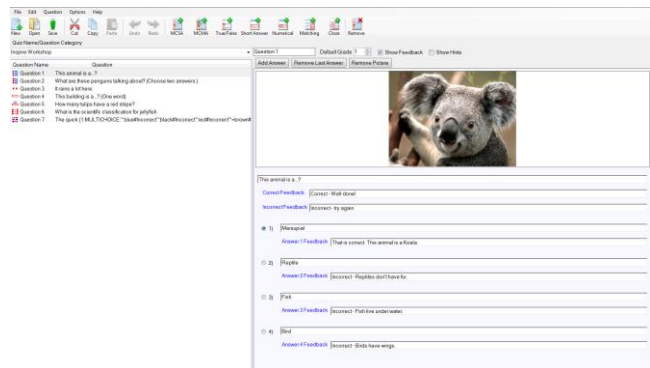 File Edit Question Options Help
New Open Save Cut Copy Paste Undo Redo MCSA MCMA True/False Short Answer Numerical Matching Cloze Remove
Quiz Name/Question Category
Inspire Workshop
Question 1 Default Grade: 1 Show Feedback Show Hints
Question Name Question
Add Answer Remove Last Answer Remove Picture
Question 1 This animal is a..?
Question 2 What are these penguins talking about? (Choose two answers.)
Question 3 It rains a lot here.
Question 4 This building is a...? (One word)
Question 5 How many tulips have a red stripe?
Question 6 What is the scientific classification for jellyfish
Question 7 The quick {1:MULTICHOICE:~blue#Incorrect~black#Incorrect~red#Incorrect~=brown#
This animal is a..?
Correct Feedback Correct - Well done!
Incorrect Feedback Incorrect - try again.
1) Marsupial
Answer 1 Feedback That is correct. This animal is a Koala.
2) Reptile
Answer 2 Feedback Incorrect - Reptiles don't have fur.
3) Fish
Answer 3 Feedback Incorrect - Fish live underwater.
4) Bird
Answer 4 Feedback Incorrect - Birds have wings.